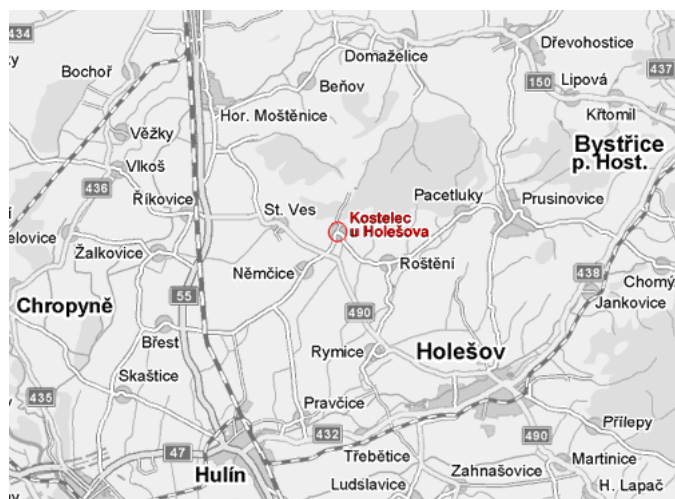 434
Domaželice
Dřevohostice
Bochoř
Beňov
150
Lipová
437
Hor. Moštěnice
Křtomil
Věžky
Bystřice
p. Host.
Vlkoš
436
Říkovice
St. Ves
Pacetluky
Prusinovice
Kostelec
u Holešova
elovice
Žalkovice
Němčice
Roštění
438
Chomý
Chropyně
55
Jankovice
490
Břest
Rymice
Holešov
Skaštice
435
Pravčice
432
Přílepy
47
490
Hulín
Třebětice
Martinice
Zahnašovice
Ludslavice
H. Lapač